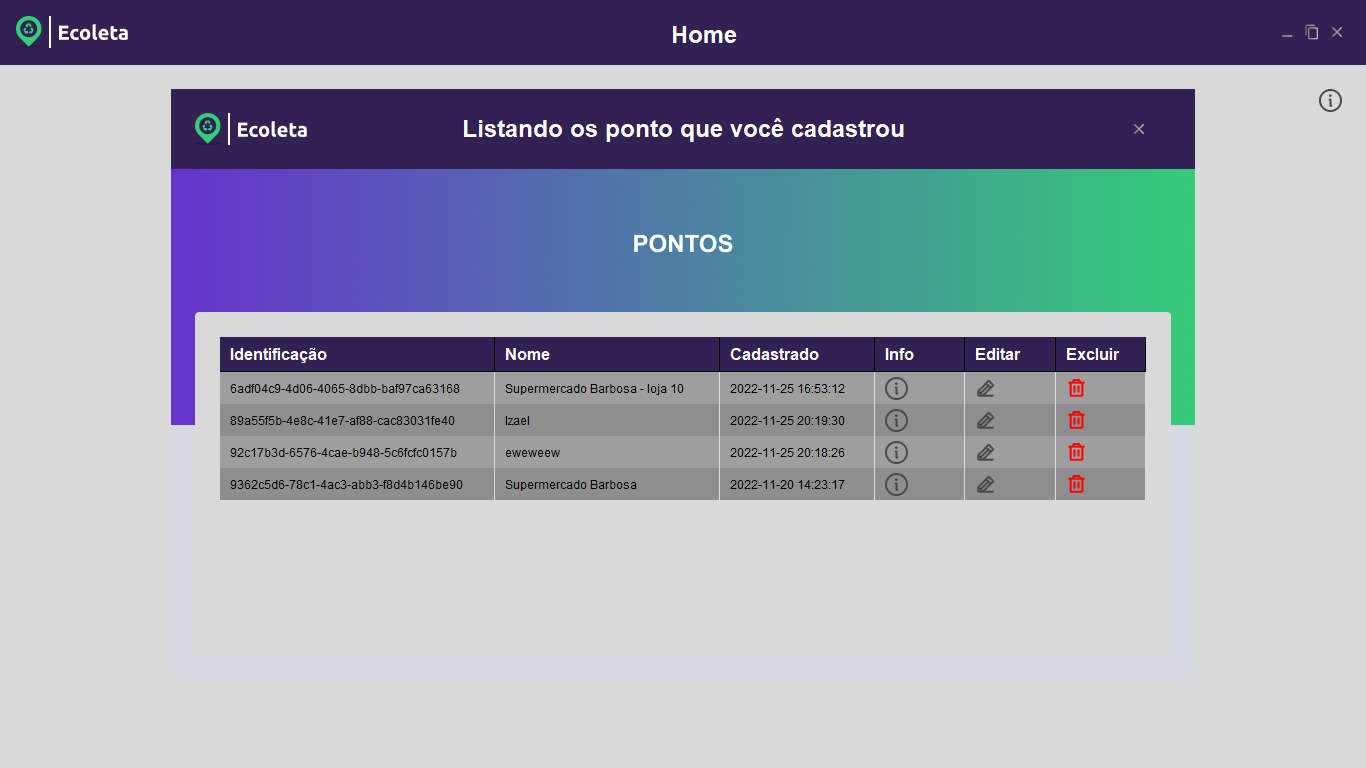 Ecoleta
Home
Ecoleta
Listando os ponto que você cadastrou
PONTOS
Identificação Nome Cadastrado Info Editar Excluir
6adf04c9-4d06-4065-8dbb-baf97ca63168 Supermercado Barbosa - loja 10 2022-11-25 16:53:12
89a55f5b-4e8c-41e7-af88-cac83031fe40 Izael 2022-11-25 20:19:30
92c17b3d-6576-4cae-b948-5c6fcfc0157b eweweew 2022-11-25 20:18:26
9362c5d6-78c1-4ac3-abb3-f8d4b146be90 Supermercado Barbosa 2022-11-20 14:23:17